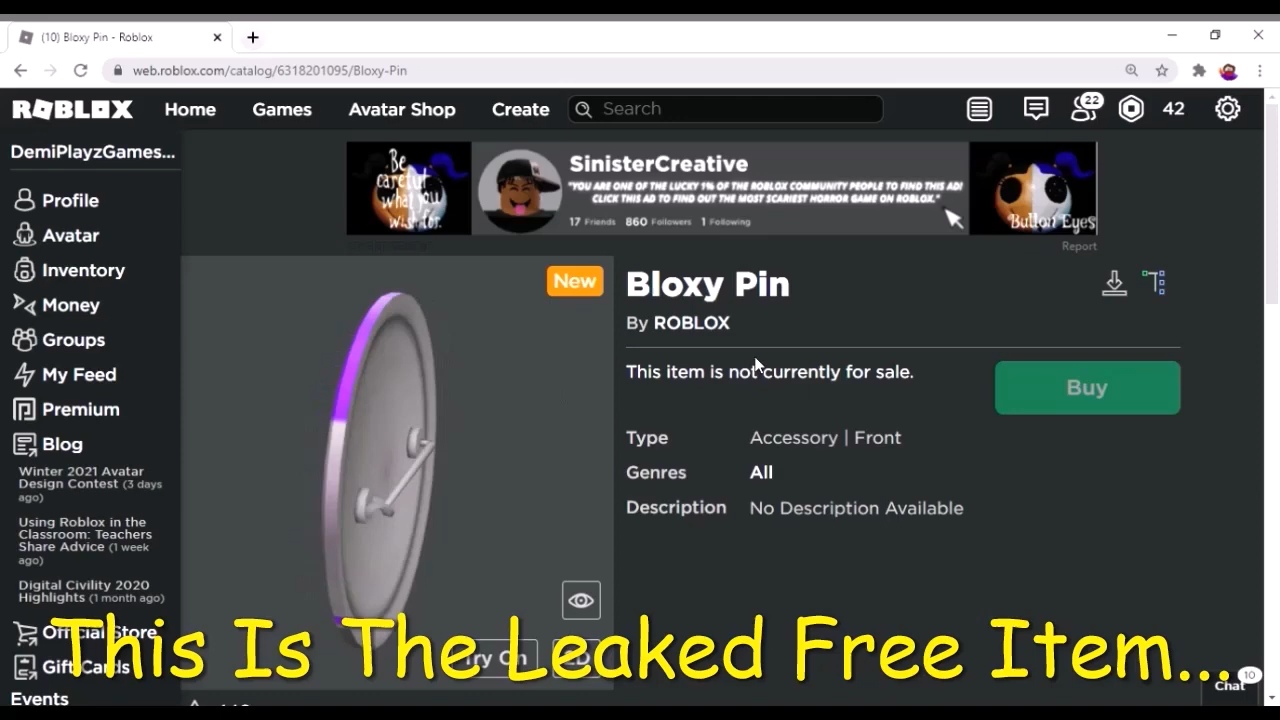 (10) Bloxy Pin - Roblox
web.roblox.com/catalog/6318201095/Bloxy-Pin
ROBLOX
Home
Games
Avatar Shop
Create
Search
22
42
DemiPlayzGames...
Profile
Avatar
Inventory
Money
Groups
My Feed
Premium
Blog
Winter 2021 Avatar
Design Contest (3 days
ago)
Using Roblox in the
Classroom: Teachers
Share Advice (1 week
ago)
Digital Civility 2020
Highlights (1 month ago)
Official Store
Gift Cards
Events
Be
careful
what you
wish for.
SinisterCreative
"YOU ARE ONE OF THE LUCKY 1% OF THE ROBLOX COMMUNITY PEOPLE TO FIND THIS AD!
CLICK THIS AD TO FIND OUT THE MOST SCARIEST HORROR GAME ON ROBLOX."
17 Friends 860 Followers 1 Following
Button Eyes
Report
New
Bloxy Pin
By ROBLOX
This item is not currently for sale.
Buy
Type
Accessory | Front
Genres
All
Description
No Description Available
Try On
This Is The Leaked Free Item...
Chat
10